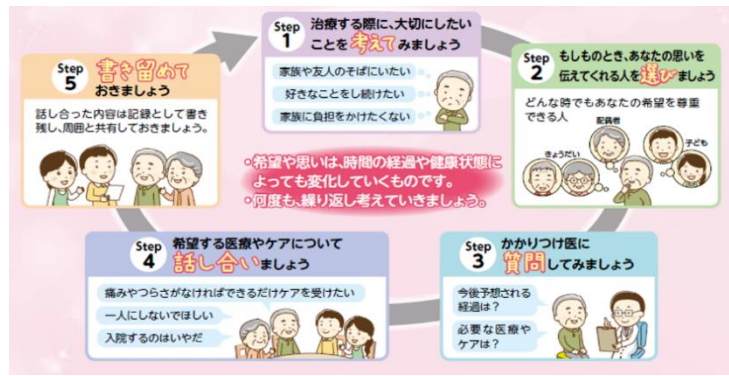 Step
1
治療する際に、大切にしたい
ことを考えてみましょう
家族や友人のそばにいたい
好きなことをし続けたい
家族に負担をかけたくない
Step
2
もしものとき、あなたの思いを
伝えてくれる人を選びましょう
どんな時でもあなたの希望を尊重
できる人
配偶者
きょうだい
子ども
Step
3
かかりつけ医に
質問してみましょう
今後予想される
経過は？
必要な医療や
ケアは？
Step
4
希望する医療やケアについて
話し合いましょう
痛みやつらさがなければできるだけケアを受けたい
一人にしないでほしい
入院するのはいやだ
Step
5
書き留めて
おきましょう
話し合った内容は記録として書き
残し、周囲と共有しておきましょう。
・希望や思いは、時間の経過や健康状態に
よっても変化していくものです。
・何度も、繰り返し考えていきましょう。